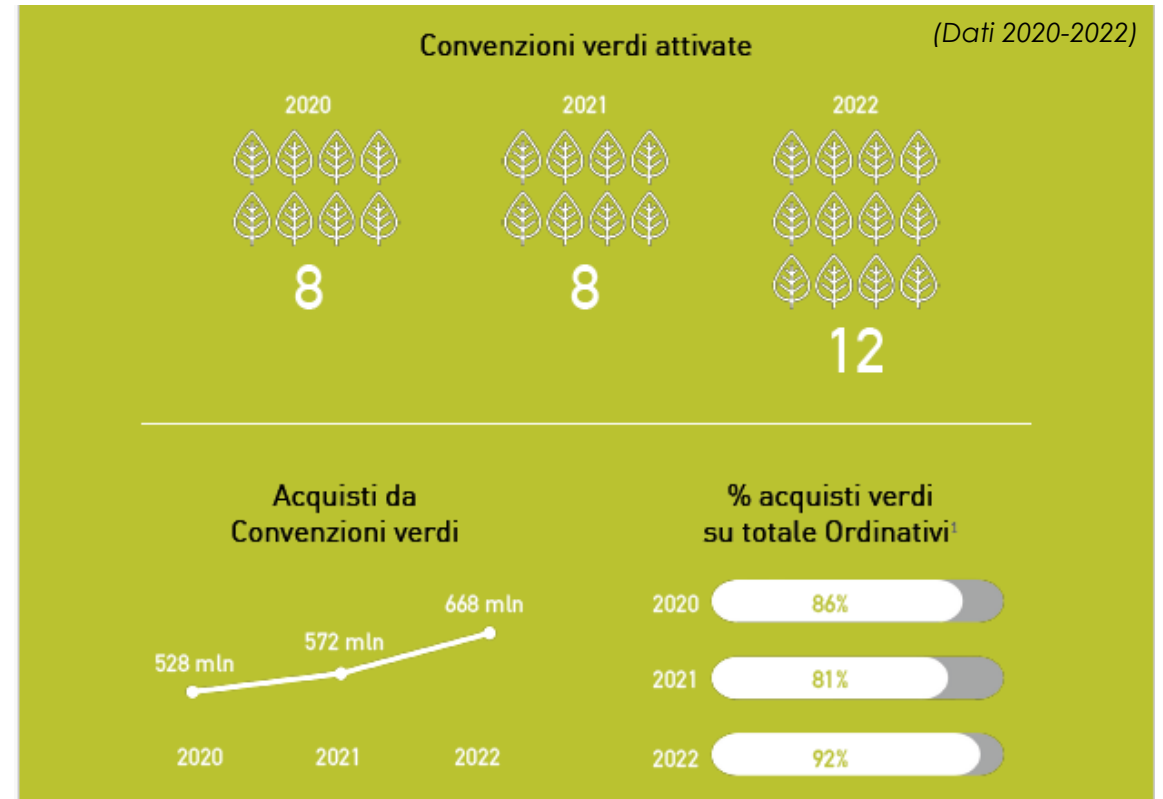 (Dati 2020-2022)
Convenzioni verdi attivate
2020
2021
2022
8
8
12
Acquisti da
Convenzioni verdi
528 mln
572 mln
668 mln
2020
2021
2022
% acquisti verdi
su totale Ordinativi¹
2020
86%
2021
81%
2022
92%